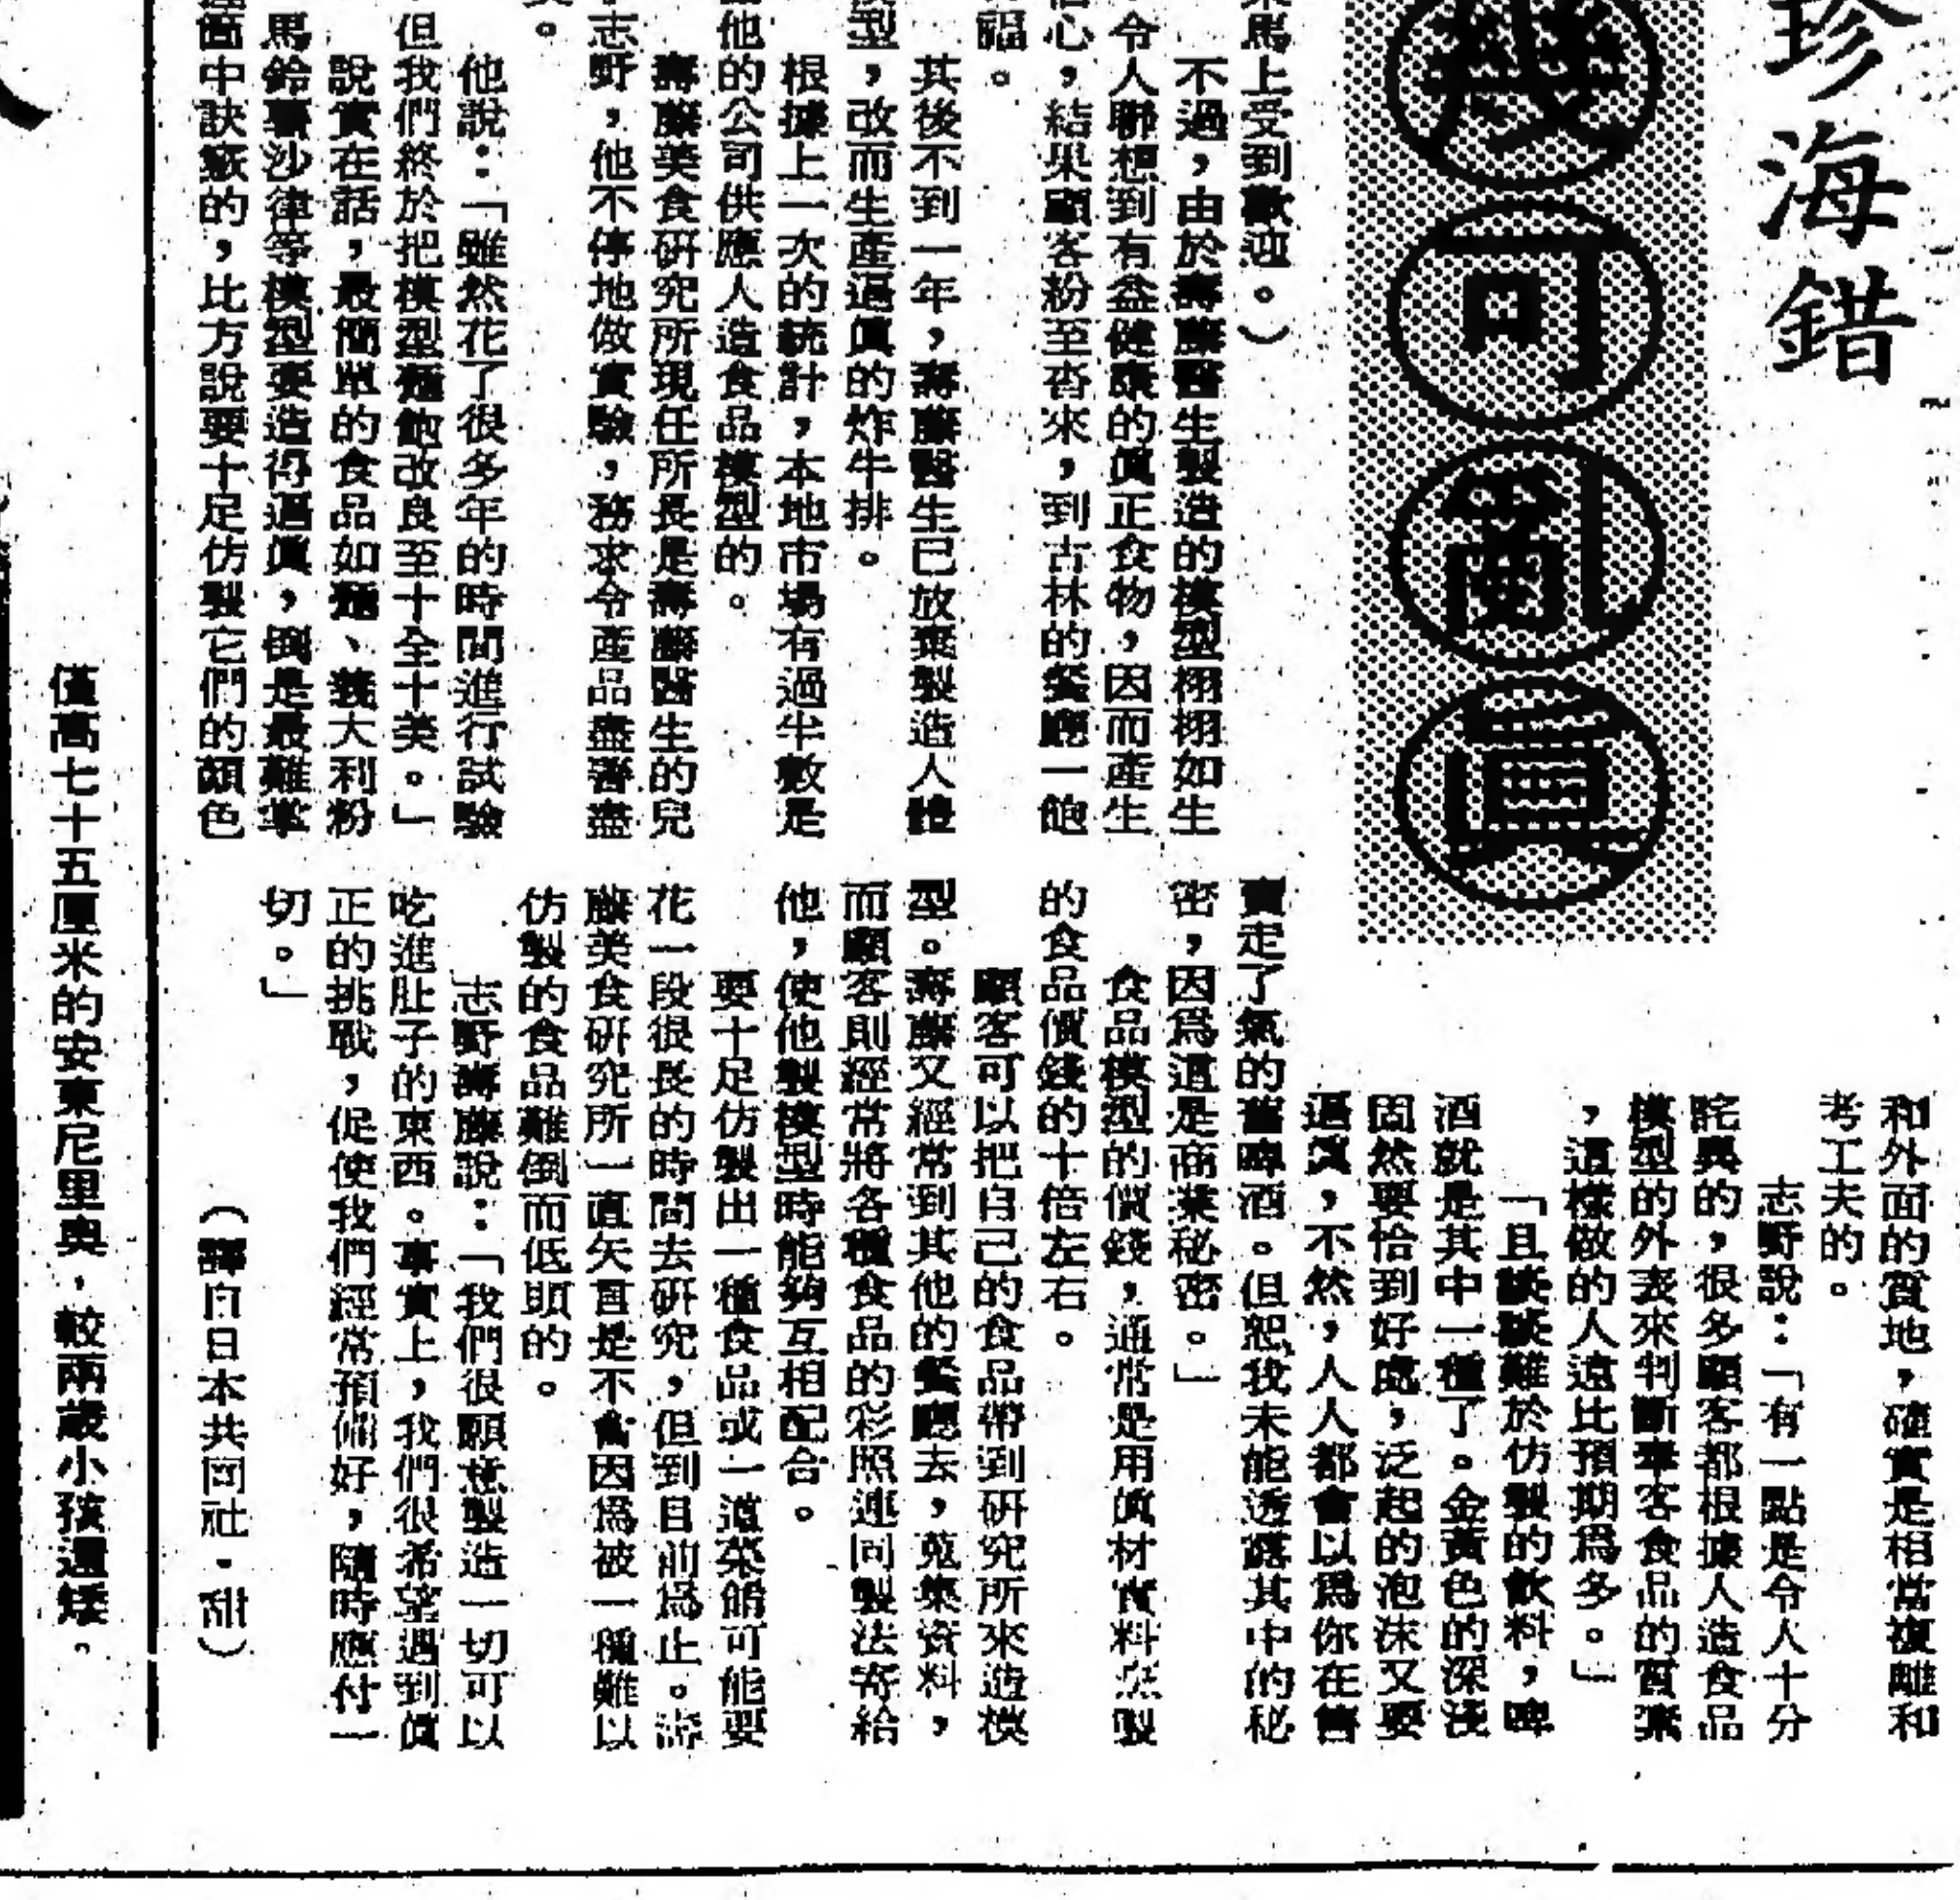 珍海錯
幾可亂眞
馬上受到歡迎。）
不過，由於壽藤醫生製造的模型栩栩如生
令人聯想到有益健康的眞正食物，因而產生
心，結果顧客紛至沓來，到古林的餐廳一飽
福。
其後不到一年，壽藤醫生已放棄製造人體
型，改而生產逼眞的炸牛排。
根據上一次的統計，本地市場有過半數是
他的公司供應人造食品模型的。
壽藤美食研究所現任所長是壽藤醫生的兒
志野，他不停地做實驗，務求令產品盡善盡
。
他說：「雖然花了很多年的時間進行試驗
但我們終於把模型麵飽改良至十全十美。」
說實在話，最簡單的食品如麵、義大利粉
馬鈴薯沙律等模型要造得逼眞，倒是最難掌
箇中訣竅的，比方說要十足仿製它們的顏色
和外面的質地，確實是相當複雜和
考工夫的。
志野說：「有一點是令人十分
詫異的，很多顧客都根據人造食品
模型的外表來判斷奉客食品的質素
，這樣做的人遠比預期爲多。」
「且談談難於仿製的飲料，啤
酒就是其中一種了。金黃色的深淺
固然要恰到好處，泛起的泡沫又要
逼眞，不然，人人都會以爲你在售
賣走了氣的舊啤酒。但恕我未能透露其中的秘
密，因爲這是商業秘密。」
食品模型的價錢，通常是用眞材實料烹製
的食品價錢的十倍左右。
顧客可以把自己的食品帶到研究所來造模
型。壽藤又經常到其他的餐廳去，蒐集資料，
而顧客則經常將各種食品的彩照連同製法寄給
他，使他製模型時能夠互相配合。
要十足仿製出一種食品或一道菜餚可能要
花一段很長的時間去研究，但到目前爲止。壽
藤美食研究所一直矢言是不會因爲被一種難以
仿製的食品難倒而低頭的。
志野壽藤說：「我們很願意製造一切可以
吃進肚子的東西。事實上，我們很希望遇到眞
正的挑戰，促使我們經常預備好，隨時應付一
切。」
（譯自日本共同社・甜）
僅高七十五厘米的安東尼里奧，較兩歲小孩還矮。